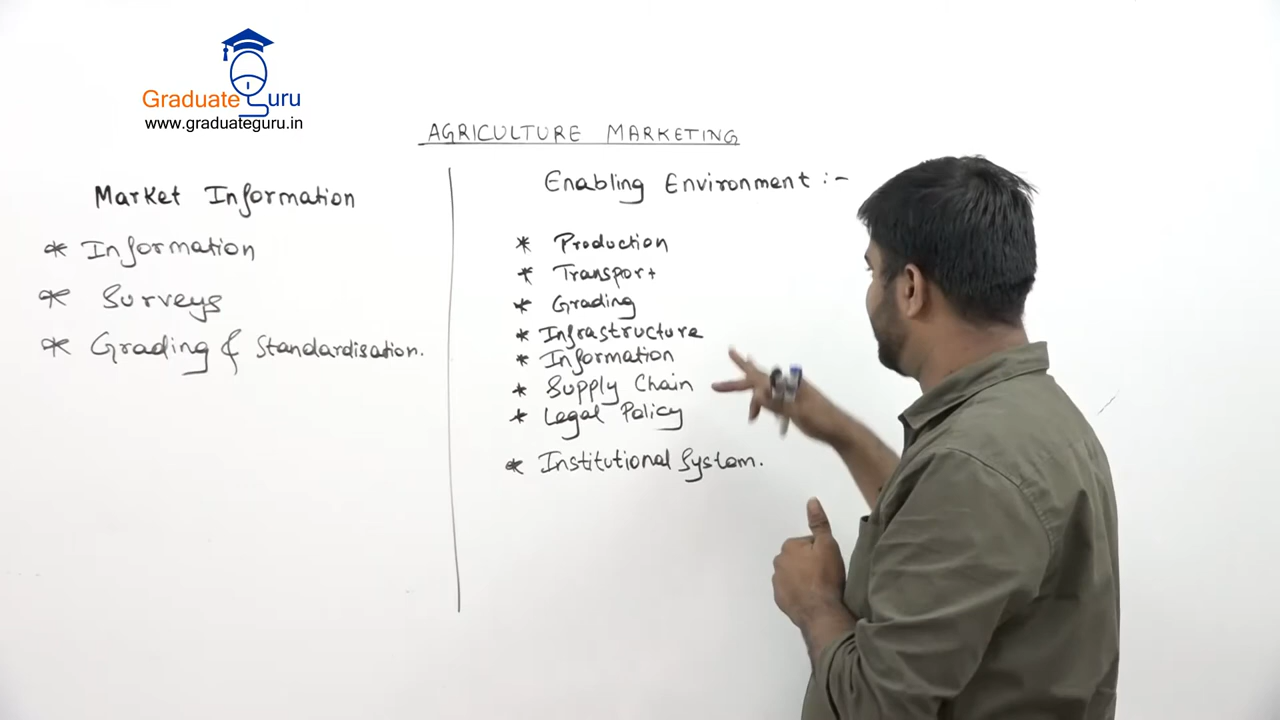 Graduate Guru
www.graduateguru.in
AGRICULTURE MARKETING
Market Information
* Information
* Surveys
* Grading & Standardisation.
Enabling Environment :-
* Production
* Transport
* Grading
* Infrastructure
* Information
* Supply Chain
* Legal Policy
* Institutional System.